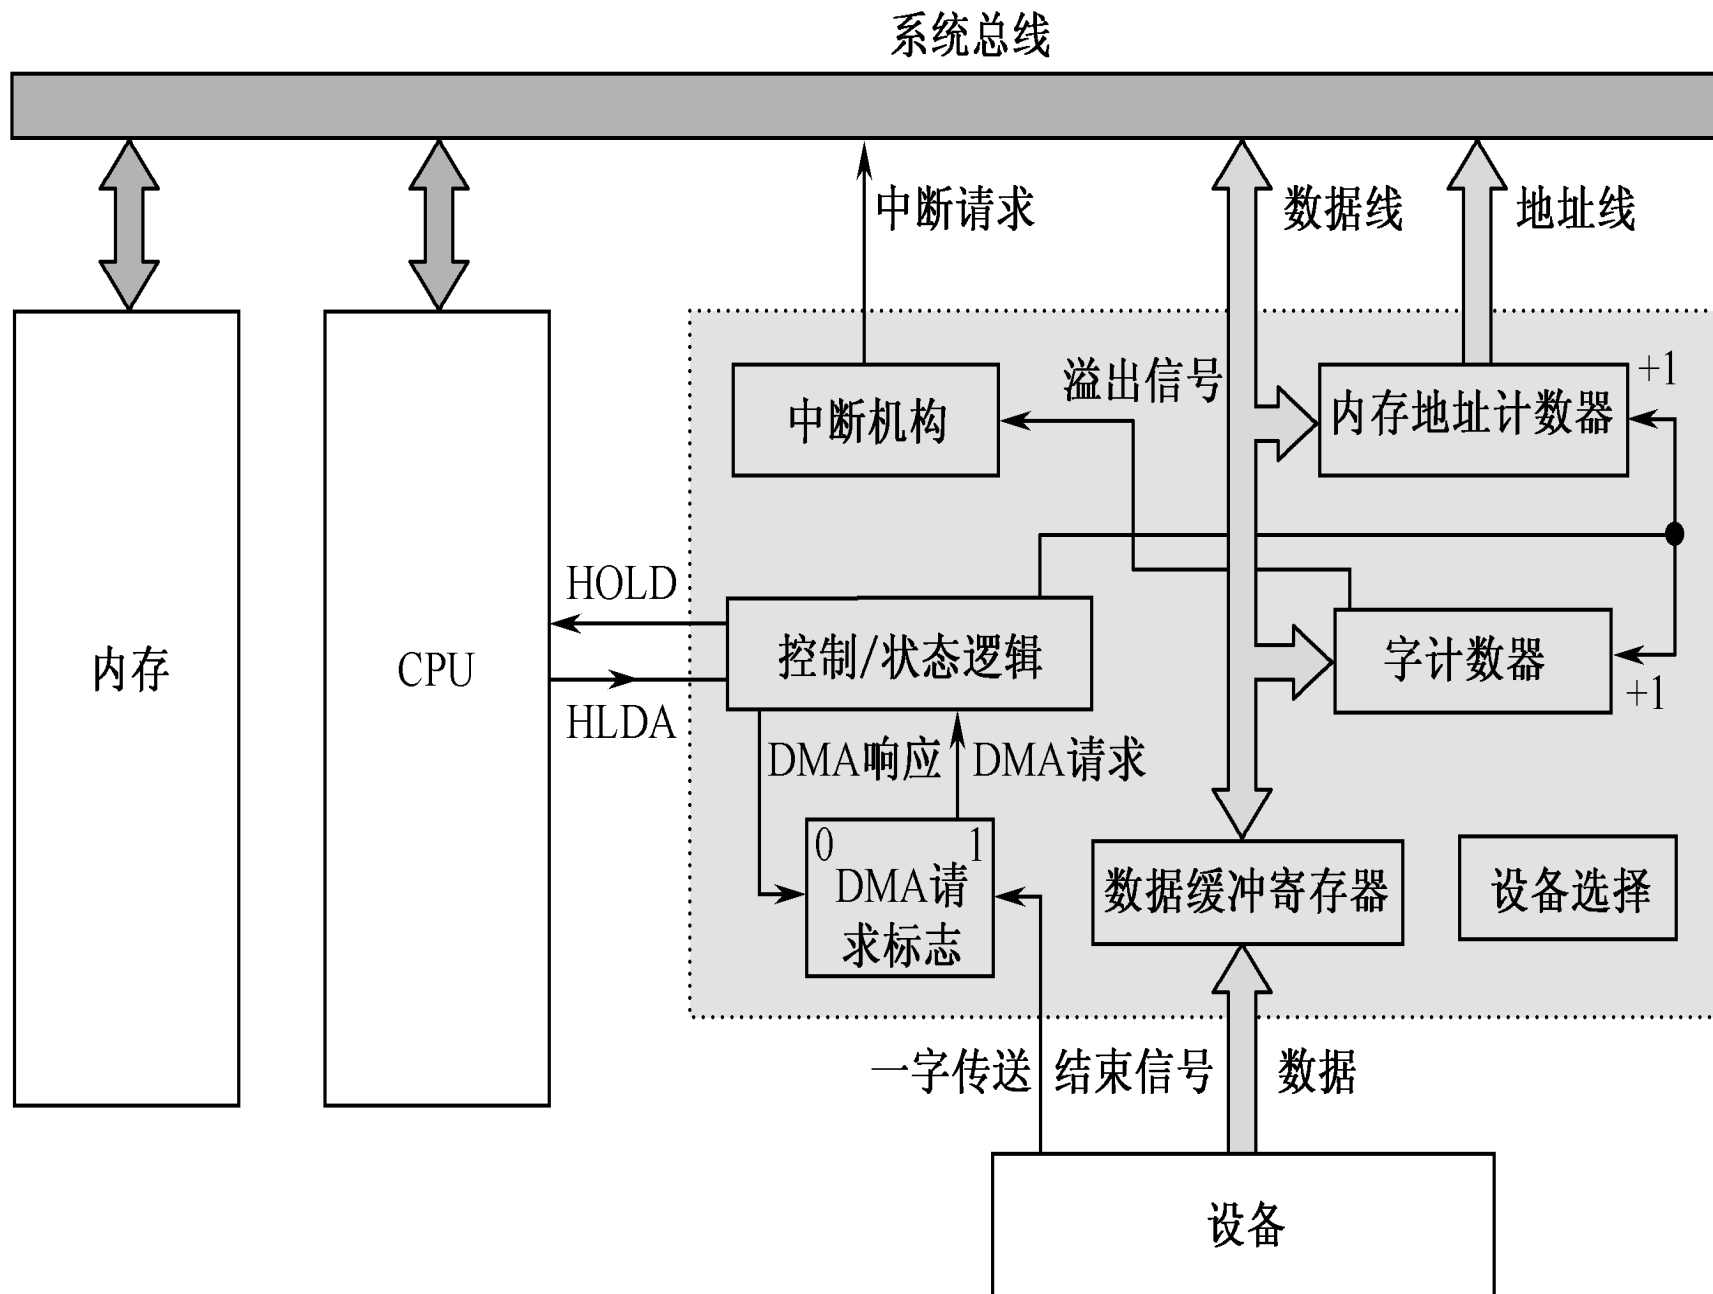 系统总线
中断请求
数据线
地址线
溢出信号
+1
中断机构
内存地址计数器
HOLD
内存
CPU
控制/状态逻辑
字计数器
+1
HLDA
DMA响应
DMA请求
0
1
DMA请
求标志
数据缓冲寄存器
设备选择
一字传送
结束信号
数据
设备